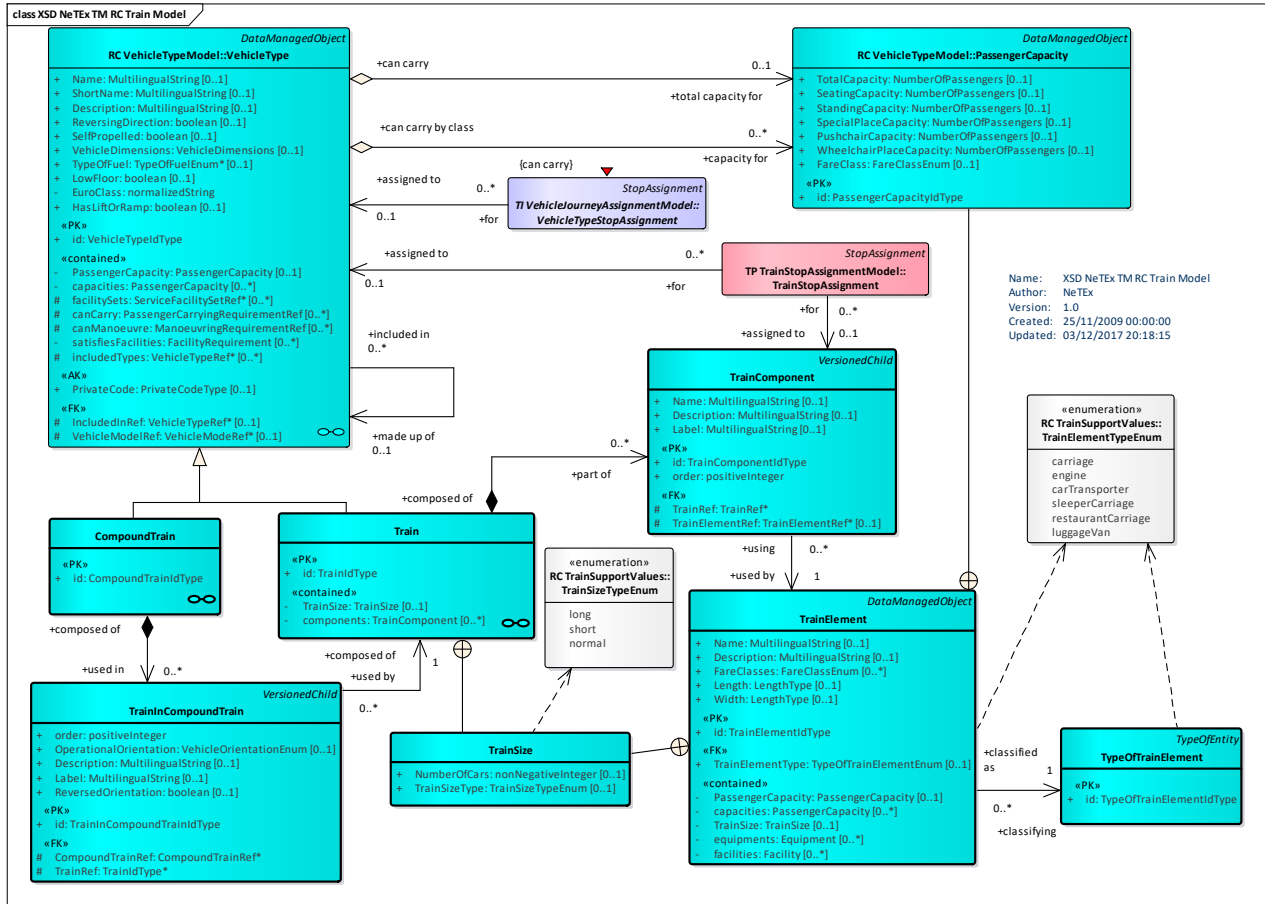 class XSD NeTEx TM RC Train Model
DataManagedObject
RC VehicleTypeModel::VehicleType
+ Name: MultilingualString [0..1]
+ ShortName: MultilingualString [0..1]
+ Description: MultilingualString [0..1]
+ ReversingDirection: boolean [0..1]
+ SelfPropelled: boolean [0..1]
+ VehicleDimensions: VehicleDimensions [0..1]
+ TypeOfFuel: TypeOfFuelEnum* [0..1]
+ LowFloor: boolean [0..1]
- EuroClass: normalizedString
+ HasLiftOrRamp: boolean [0..1]
«PK»
+ id: VehicleTypeIdType
«contained»
- PassengerCapacity: PassengerCapacity [0..1]
- capacities: PassengerCapacity [0..*]
# facilitySets: ServiceFacilitySetRef* [0..*]
# canCarry: PassengerCarryingRequirementRef [0..*]
# canManoeuvre: ManoeuvringRequirementRef [0..*]
- satisfiesFacilities: FacilityRequirement [0..*]
# includedTypes: VehicleTypeRef* [0..*]
«AK»
+ PrivateCode: PrivateCodeType [0..1]
«FK»
# IncludedInRef: VehicleTypeRef* [0..1]
# VehicleModelRef: VehicleModeRef* [0..1]
+can carry
0..1
+total capacity for
+can carry by class
0..*
+capacity for
DataManagedObject
RC VehicleTypeModel::PassengerCapacity
+ TotalCapacity: NumberOfPassengers [0..1]
+ SeatingCapacity: NumberOfPassengers [0..1]
+ StandingCapacity: NumberOfPassengers [0..1]
+ SpecialPlaceCapacity: NumberOfPassengers [0..1]
+ PushchairCapacity: NumberOfPassengers [0..1]
+ WheelchairPlaceCapacity: NumberOfPassengers [0..1]
+ FareClass: FareClassEnum [0..1]
«PK»
+ id: PassengerCapacityIdType
{can carry}
+assigned to
0..*
0..1
+for
StopAssignment
TI VehicleJourneyAssignmentModel::
VehicleTypeStopAssignment
+assigned to
0..*
0..1
+for
StopAssignment
TP TrainStopAssignmentModel::
TrainStopAssignment
+for
0..*
+assigned to
0..1
Name: XSD NeTEx TM RC Train Model
Author: NeTEx
Version: 1.0
Created: 25/11/2009 00:00:00
Updated: 03/12/2017 20:18:15
+included in
0..*
+made up of
0..1
VersionedChild
TrainComponent
+ Name: MultilingualString [0..1]
+ Description: MultilingualString [0..1]
+ Label: MultilingualString [0..1]
«PK»
+ id: TrainComponentIdType
+ order: positiveInteger
«FK»
# TrainRef: TrainRef*
# TrainElementRef: TrainElementRef* [0..1]
0..*
+part of
+composed of
«enumeration»
RC TrainSupportValues::
TrainElementTypeEnum
carriage
engine
carTransporter
sleeperCarriage
restaurantCarriage
luggageVan
CompoundTrain
«PK»
+ id: CompoundTrainIdType
Train
«PK»
+ id: TrainIdType
«contained»
- TrainSize: TrainSize [0..1]
- components: TrainComponent [0..*]
«enumeration»
RC TrainSupportValues::
TrainSizeTypeEnum
long
short
normal
+using
0..*
+used by
1
+composed of
+used in
0..*
+composed of
+used by
1
0..*
DataManagedObject
TrainElement
+ Name: MultilingualString [0..1]
+ Description: MultilingualString [0..1]
+ FareClasses: FareClassEnum [0..*]
+ Length: LengthType [0..1]
+ Width: LengthType [0..1]
«PK»
+ id: TrainElementIdType
«FK»
+ TrainElementType: TypeOfTrainElementEnum [0..1]
«contained»
- PassengerCapacity: PassengerCapacity [0..1]
- capacities: PassengerCapacity [0..*]
- TrainSize: TrainSize [0..1]
- equipments: Equipment [0..*]
- facilities: Facility [0..*]
VersionedChild
TrainInCompoundTrain
+ order: positiveInteger
+ OperationalOrientation: VehicleOrientationEnum [0..1]
+ Description: MultilingualString [0..1]
+ Label: MultilingualString [0..1]
+ ReversedOrientation: boolean [0..1]
«PK»
+ id: TrainInCompoundTrainIdType
«FK»
# CompoundTrainRef: CompoundTrainRef*
# TrainRef: TrainIdType*
TrainSize
+ NumberOfCars: nonNegativeInteger [0..1]
+ TrainSizeType: TrainSizeTypeEnum [0..1]
+classified
as
1
0..*
+classifying
TypeOfEntity
TypeOfTrainElement
«PK»
+ id: TypeOfTrainElementIdType